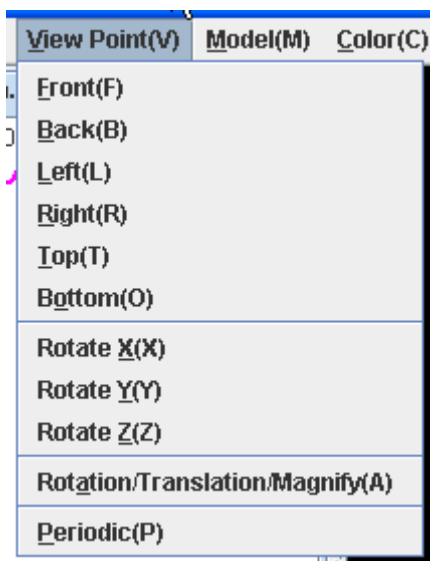 View Point(V) Model(M) Color(C)
Front(F)
Back(B)
Left(L)
Right(R)
Top(T)
Bottom(O)
Rotate X(X)
Rotate Y(Y)
Rotate Z(Z)
Rotation/Translation/Magnify(A)
Periodic(P)